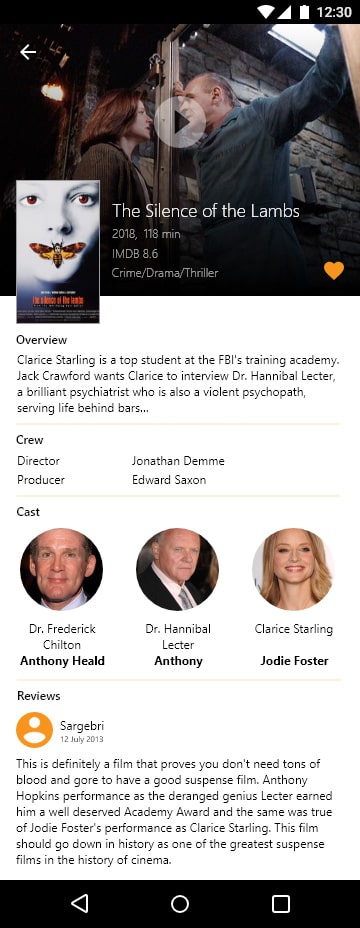 12:30
The Silence of the Lambs
2018, 118 min
IMDB 8.6
Crime/Drama/Thriller
the silence of the lambs
Overview
Clarice Starling is a top student at the FBI's training academy.
Jack Crawford wants Clarice to interview Dr. Hannibal Lecter,
a brilliant psychiatrist who is also a violent psychopath,
serving life behind bars...
Crew
Director Jonathan Demme
Producer Edward Saxon
Cast
Dr. Frederick Chilton
Anthony Heald
Dr. Hannibal Lecter
Anthony
Clarice Starling
Jodie Foster
Reviews
Sargebri
12 July 2013
This is definitely a film that proves you don't need tons of
blood and gore to have a good suspense film. Anthony
Hopkins performance as the deranged genius Lecter earned
him a well deserved Academy Award and the same was true
of Jodie Foster's performance as Clarice Starling. This film
should go down in history as one of the greatest suspense
films in the history of cinema.